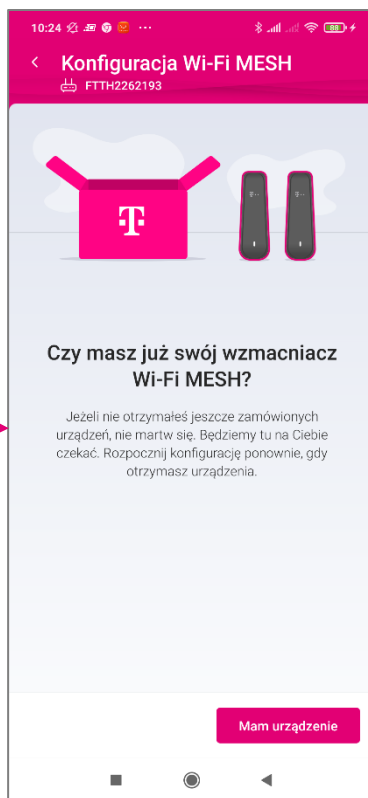 10:24
88
Konfiguracja Wi-Fi MESH
FTTH2262193
T
Czy masz już swój wzmacniacz
Wi-Fi MESH?
Jeżeli nie otrzymałeś jeszcze zamówionych
urządzeń, nie martw się. Będziemy tu na Ciebie
czekać. Rozpocznij konfigurację ponownie, gdy
otrzymasz urządzenia.
Mam urządzenie